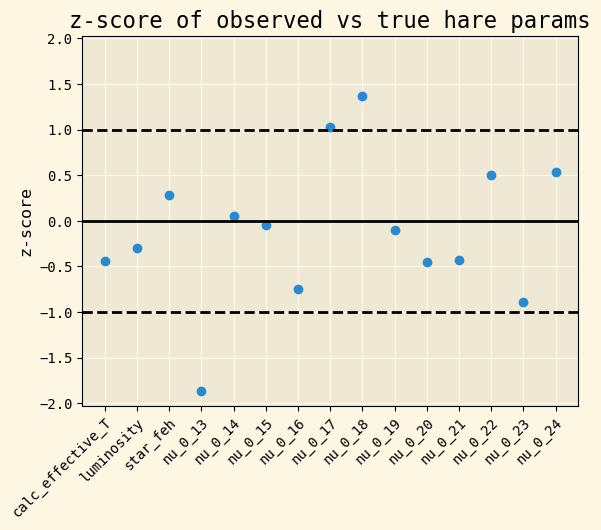 z-score of observed vs true hare params
2.0
1.5
1.0
0.5
0.0
−0.5
−1.0
−1.5
−2.0
z-score
calc_effective_T
luminosity
star_feh
nu_0_13
nu_0_14
nu_0_15
nu_0_16
nu_0_17
nu_0_18
nu_0_19
nu_0_20
nu_0_21
nu_0_22
nu_0_23
nu_0_24